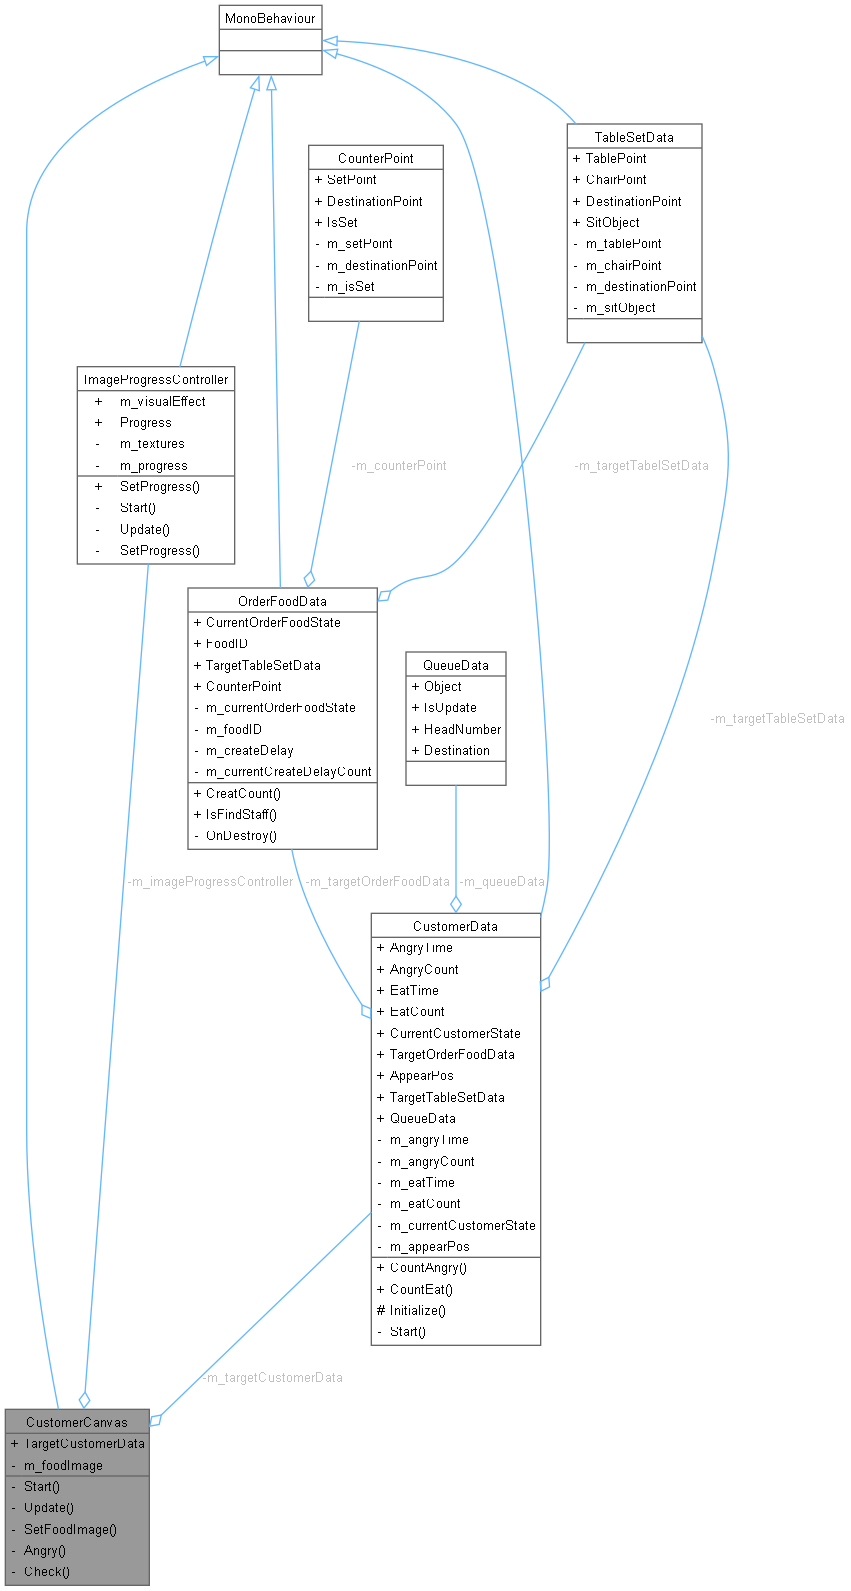 MonoBehaviour
TableSetData
+ TablePoint
+ ChairPoint
+ DestinationPoint
+ SitObject
- m_tablePoint
- m_chairPoint
- m_destinationPoint
- m_sitObject
CounterPoint
+ SetPoint
+ DestinationPoint
+ IsSet
- m_setPoint
- m_destinationPoint
- m_isSet
ImageProgressController
+ m_visualEffect
+ Progress
- m_textures
- m_progress
+ SetProgress()
- Start()
- Update()
- SetProgress()
-m_counterPoint
-m_targetTabelSetData
OrderFoodData
+ CurrentOrderFoodState
+ FoodID
+ TargetTableSetData
+ CounterPoint
- m_currentOrderFoodState
- m_foodID
- m_createDelay
- m_currentCreateDelayCount
+ CreatCount()
+ IsFindStaff()
- OnDestroy()
QueueData
+ Object
+ IsUpdate
+ HeadNumber
+ Destination
-m_targetTableSetData
-m_imageProgressController
-m_targetOrderFoodData
-m_queueData
CustomerData
+ AngryTime
+ AngryCount
+ EatTime
+ EatCount
+ CurrentCustomerState
+ TargetOrderFoodData
+ AppearPos
+ TargetTableSetData
+ QueueData
- m_angryTime
- m_angryCount
- m_eatTime
- m_eatCount
- m_currentCustomerState
- m_appearPos
+ CountAngry()
+ CountEat()
# Initialize()
- Start()
-m_targetCustomerData
CustomerCanvas
+ TargetCustomerData
- m_foodImage
- Start()
- Update()
- SetFoodImage()
- Angry()
- Check()